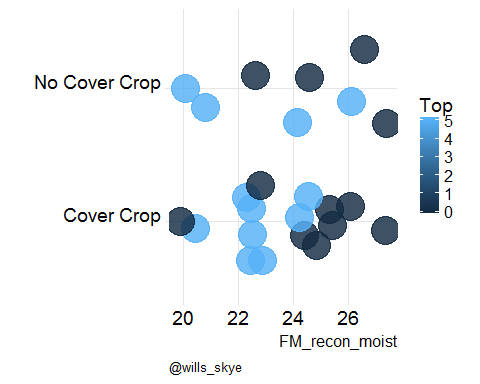 No Cover Crop
Cover Crop
Top
5
4
3
2
1
0
20 22 24 26
FM_recon_moist
@wills_skye